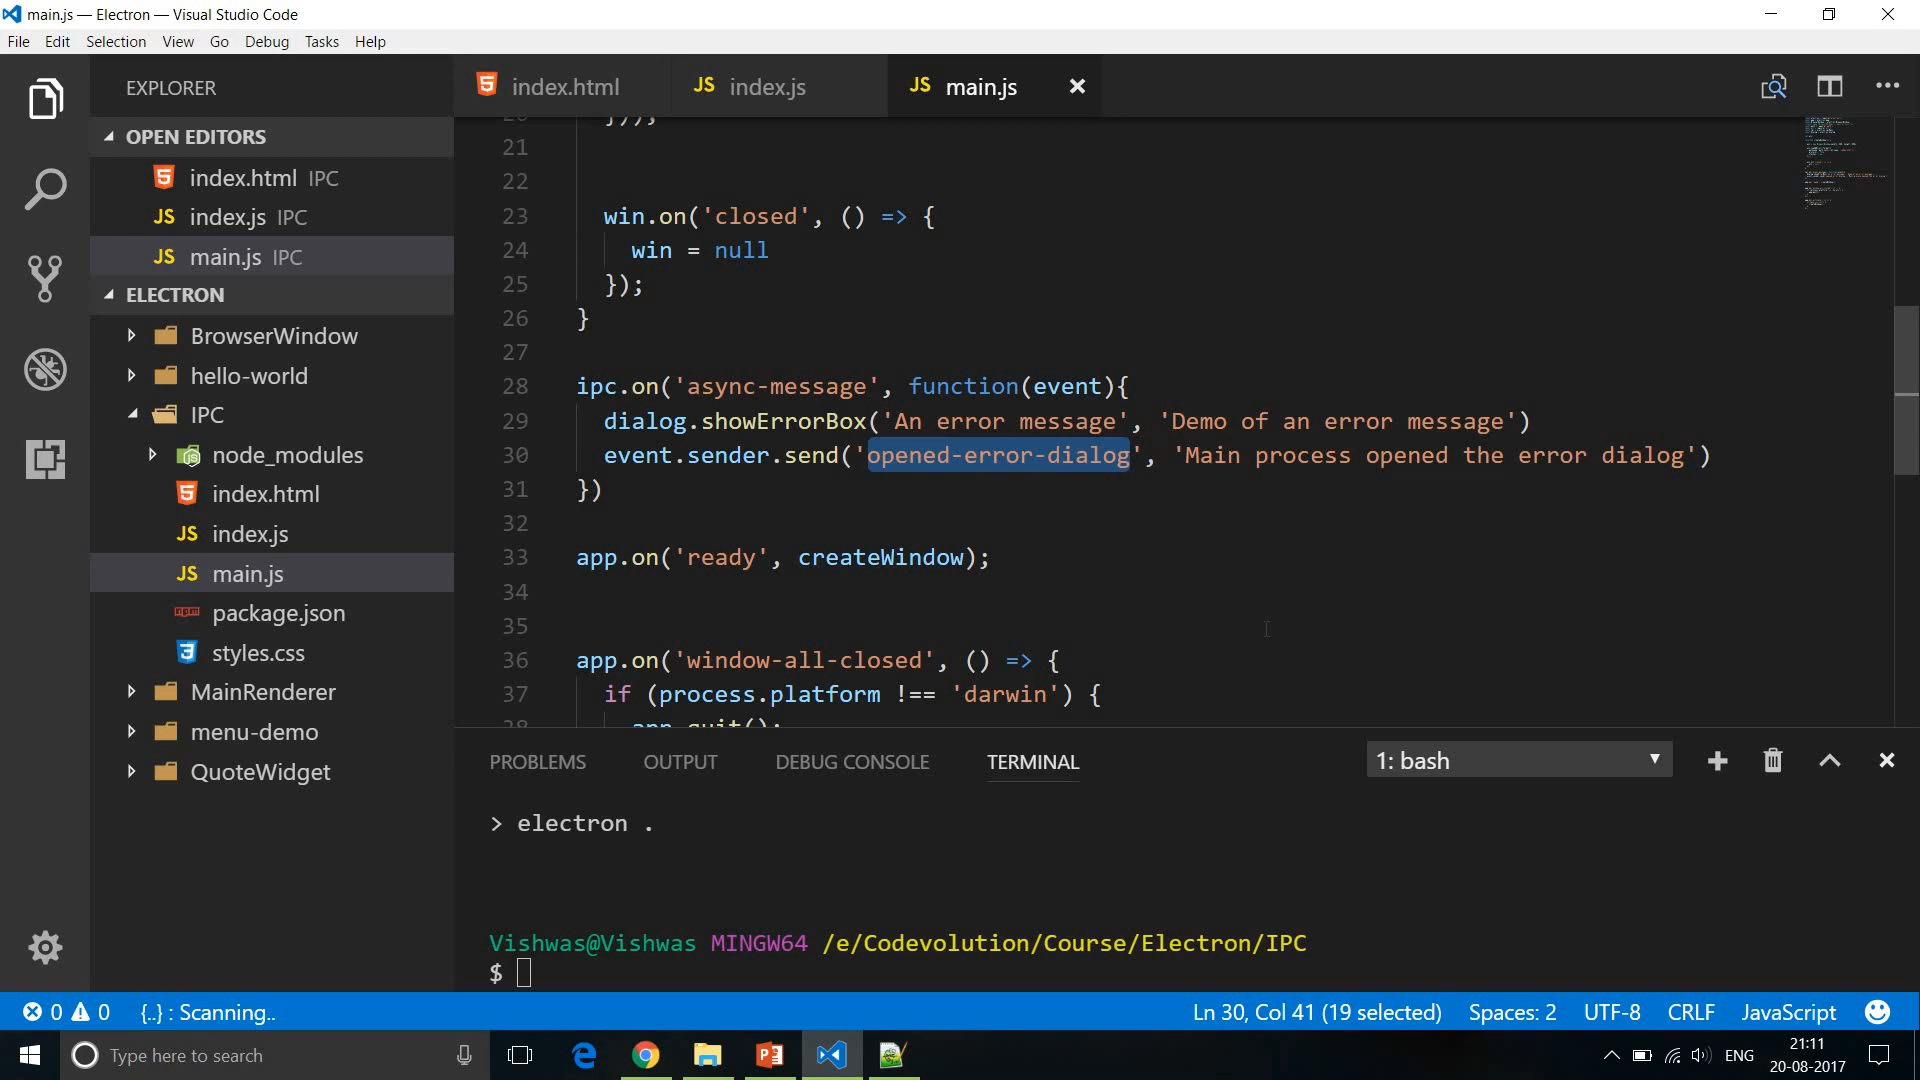 main.js — Electron — Visual Studio Code
File Edit Selection View Go Debug Tasks Help
EXPLORER
OPEN EDITORS
index.html IPC
index.js IPC
main.js IPC
ELECTRON
BrowserWindow
hello-world
IPC
node_modules
index.html
index.js
main.js
package.json
styles.css
MainRenderer
menu-demo
QuoteWidget
index.html
JS index.js
JS main.js
20 }));
21
22
23 win.on('closed', () => {
24 win = null
25 });
26 }
27
28 ipc.on('async-message', function(event){
29 dialog.showErrorBox('An error message', 'Demo of an error message')
30 event.sender.send('opened-error-dialog', 'Main process opened the error dialog')
31 })
32
33 app.on('ready', createWindow);
34
35
36 app.on('window-all-closed', () => {
37 if (process.platform !== 'darwin') {
38 app.quit();
PROBLEMS OUTPUT DEBUG CONSOLE TERMINAL
1: bash
> electron .
Vishwas@Vishwas MINGW64 /e/Codevolution/Course/Electron/IPC
$
0 0 {..} : Scanning..
Ln 30, Col 41 (19 selected) Spaces: 2 UTF-8 CRLF JavaScript
Type here to search
ENG
21:11
20-08-2017